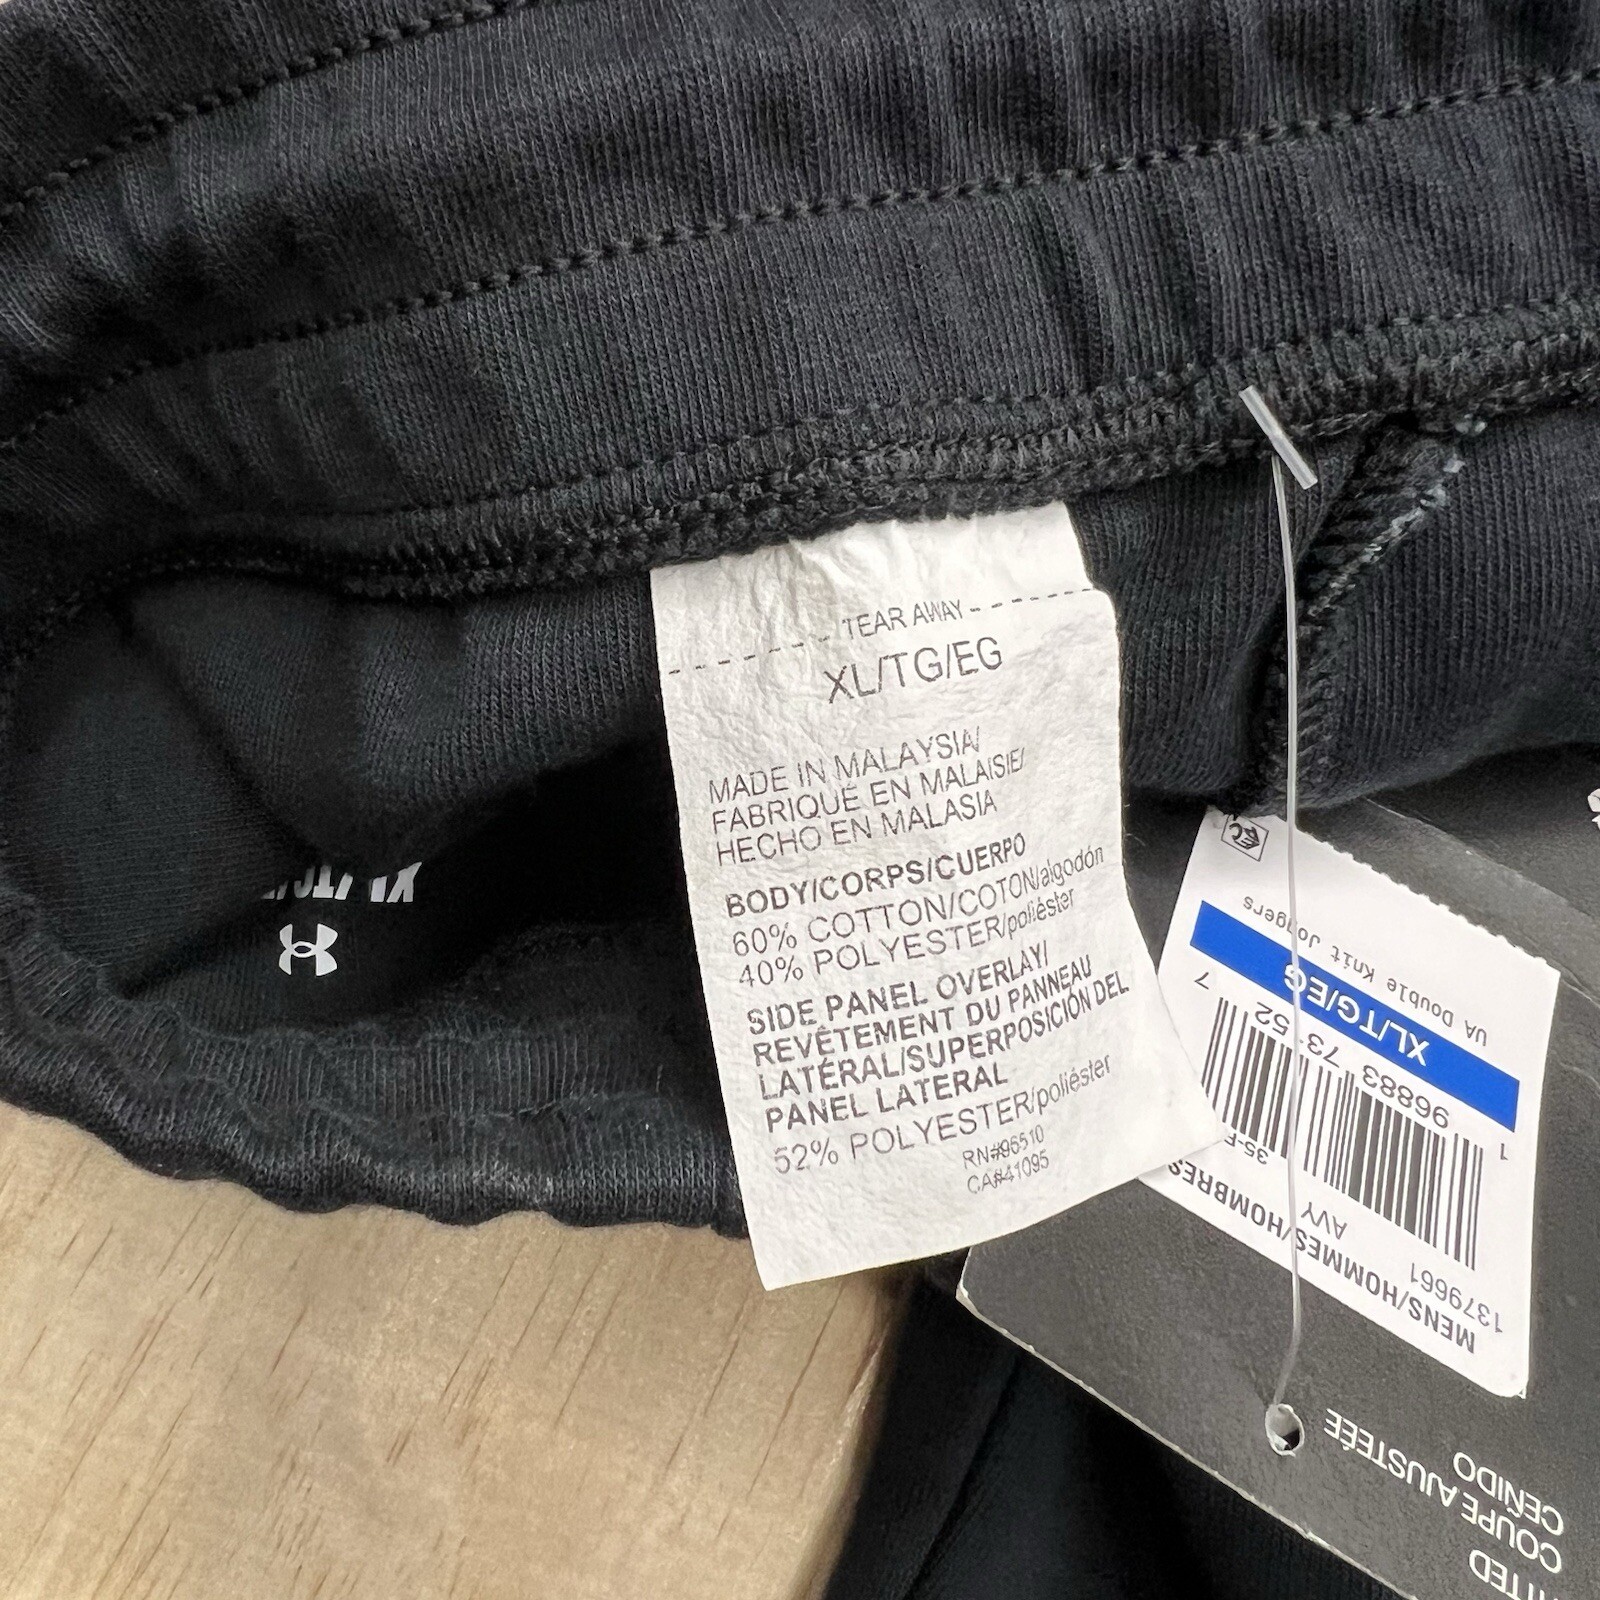 TEAR AWAY
XL/TG/EG
MADE IN MALAYSIA/
FABRIQUÉ EN MALAISIE/
HECHO EN MALASIA
BODY/CORPS/CUERPO
60% COTTON/COTON/algodón
40% POLYESTER/poliéster
SIDE PANEL OVERLAY/
REVÊTEMENT DU PANNEAU
LATÉRAL/SUPERPOSICIÓN DEL
PANEL LATERAL
52% POLYESTER/poliéster
RN#96510
CA#41095
MENS/HOMMES/HOMBRES
1379661
AVY
1 96883 73 52 7
XL/TG/EG
UA Double Knit Joggers
COUPE AJUSTEÉE
CEÑIDO